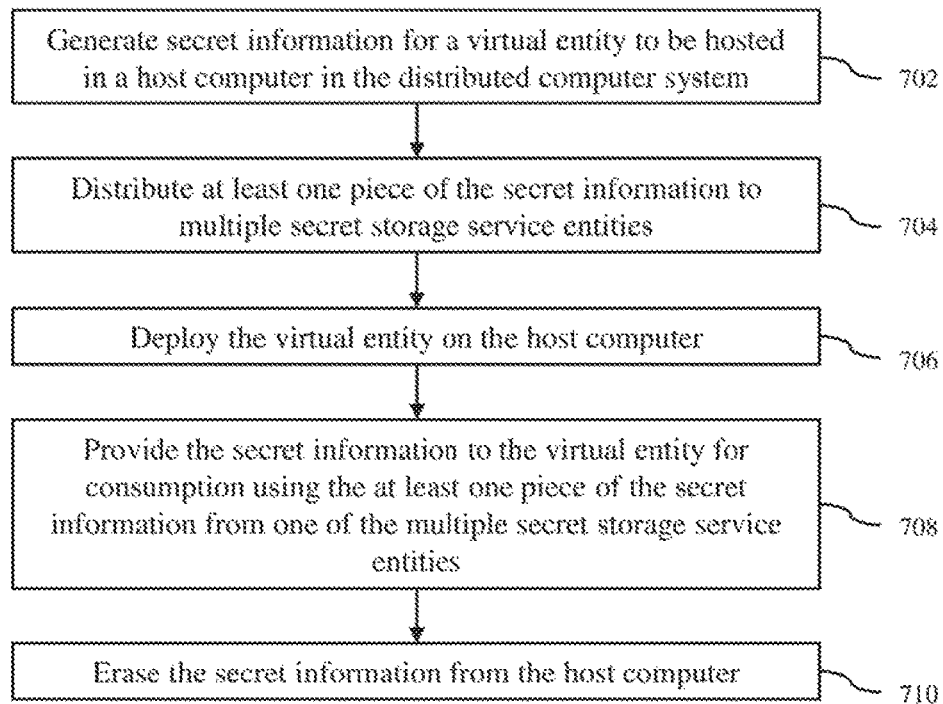 Generate secret information for a virtual entity to be hosted
in a host computer in the distributed computer system
702
Distribute at least one piece of the secret information to
multiple secret storage service entities
704
Deploy the virtual entity on the host computer
706
Provide the secret information to the virtual entity for
consumption using the at least one piece of the secret
information from one of the multiple secret storage service
entities
708
Erase the secret information from the host computer
710